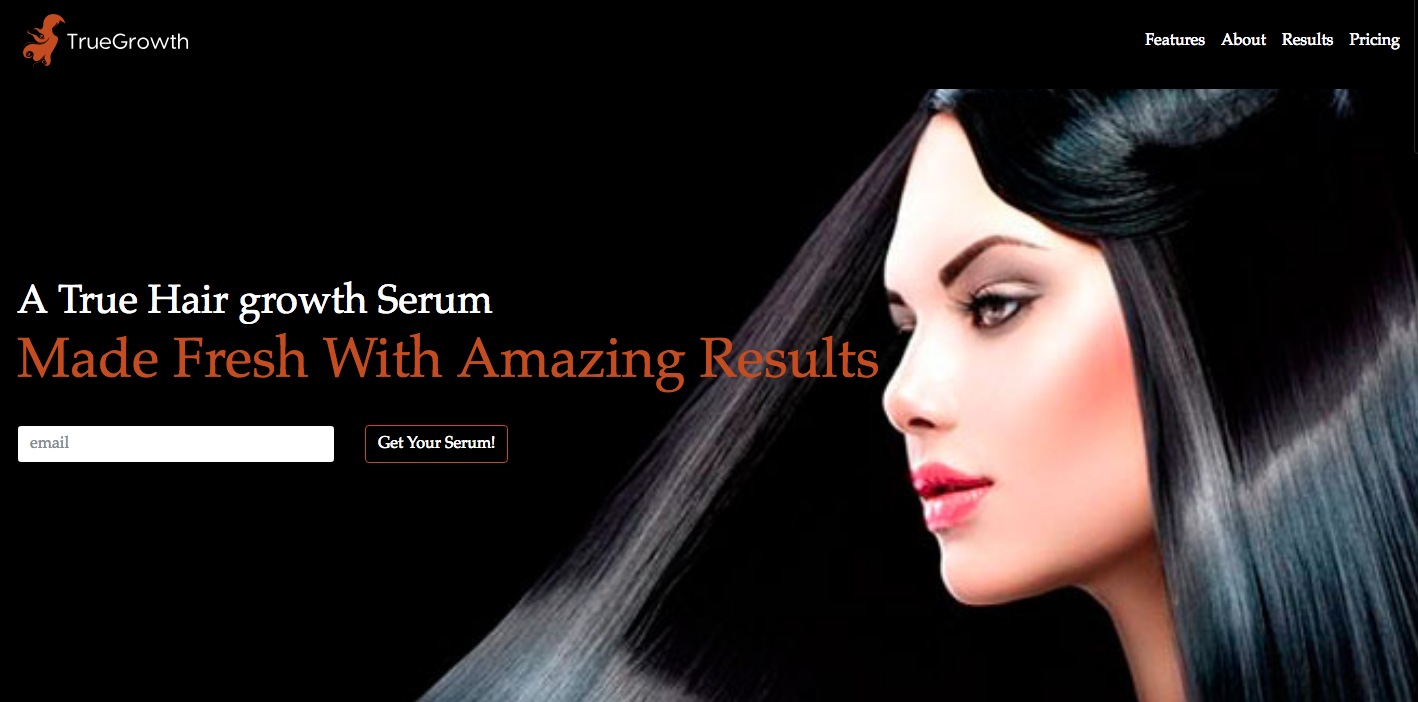 TrueGrowth
Features About Results Pricing
A True Hair growth Serum
Made Fresh With Amazing Results
email
Get Your Serum!